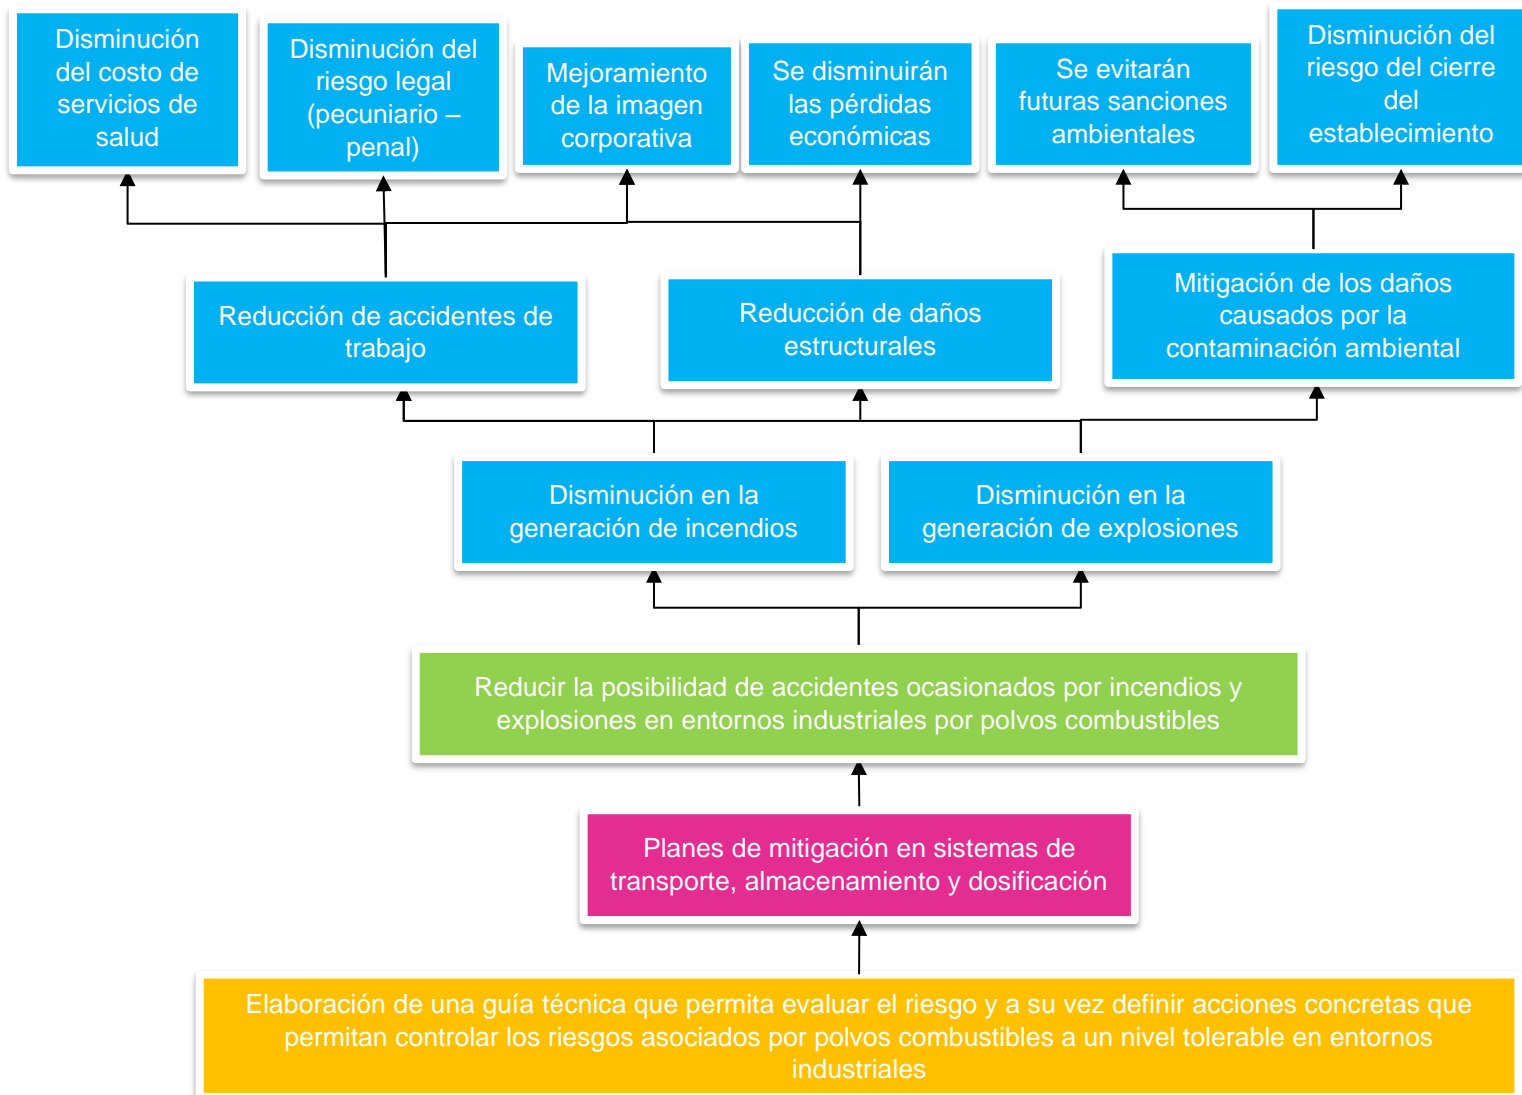 Disminución
del costo de
servicios de
salud
Disminución del
riesgo legal
(pecuniario –
penal)
Mejoramiento
de la imagen
corporativa
Se disminuirán
las pérdidas
económicas
Se evitarán
futuras sanciones
ambientales
Disminución del
riesgo del cierre
del
establecimiento
Reducción de accidentes de
trabajo
Reducción de daños
estructurales
Mitigación de los daños
causados por la
contaminación ambiental
Disminución en la
generación de incendios
Disminución en la
generación de explosiones
Reducir la posibilidad de accidentes ocasionados por incendios y
explosiones en entornos industriales por polvos combustibles
Planes de mitigación en sistemas de
transporte, almacenamiento y dosificación
Elaboración de una guía técnica que permita evaluar el riesgo y a su vez definir acciones concretas que
permitan controlar los riesgos asociados por polvos combustibles a un nivel tolerable en entornos
industriales